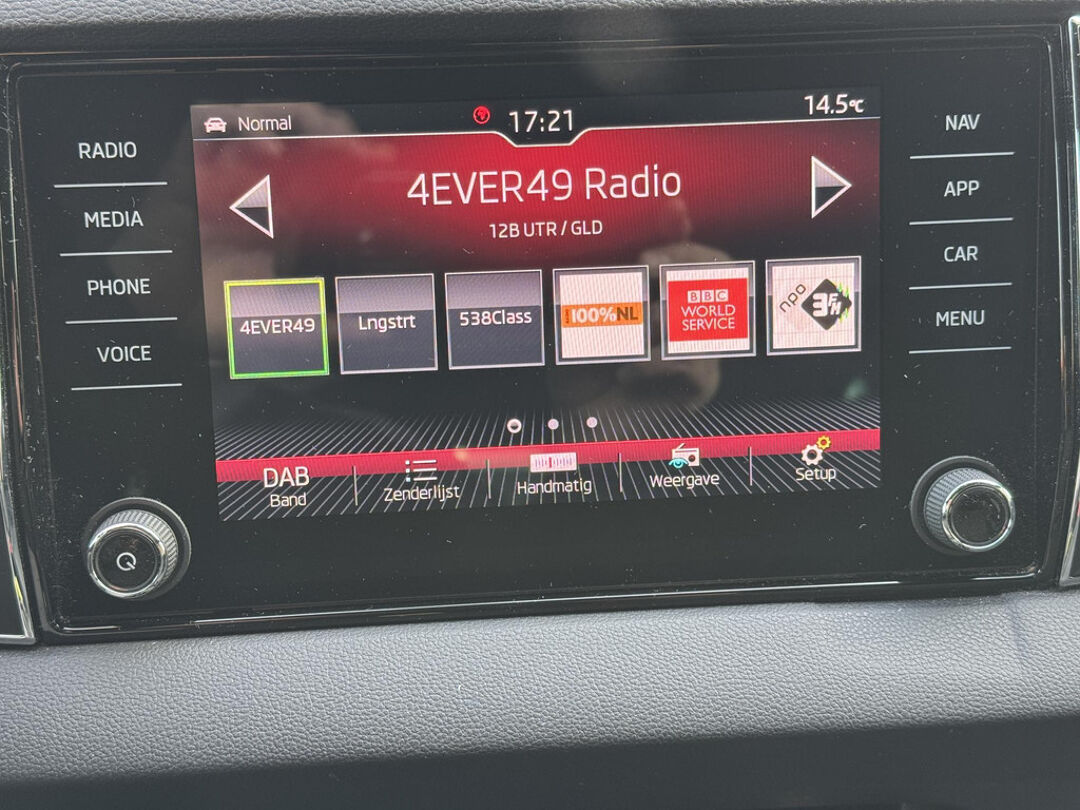 RADIO
MEDIA
PHONE
VOICE
Normal
17:21
14.5°C
4EVER49 Radio
12B UTR / GLD
4EVER49
Lngstrt
538Class
100%NL
BBC
WORLD
SERVICE
npo
3FM
DAB
Band
Zenderlijst
Handmatig
Weergave
Setup
NAV
APP
CAR
MENU